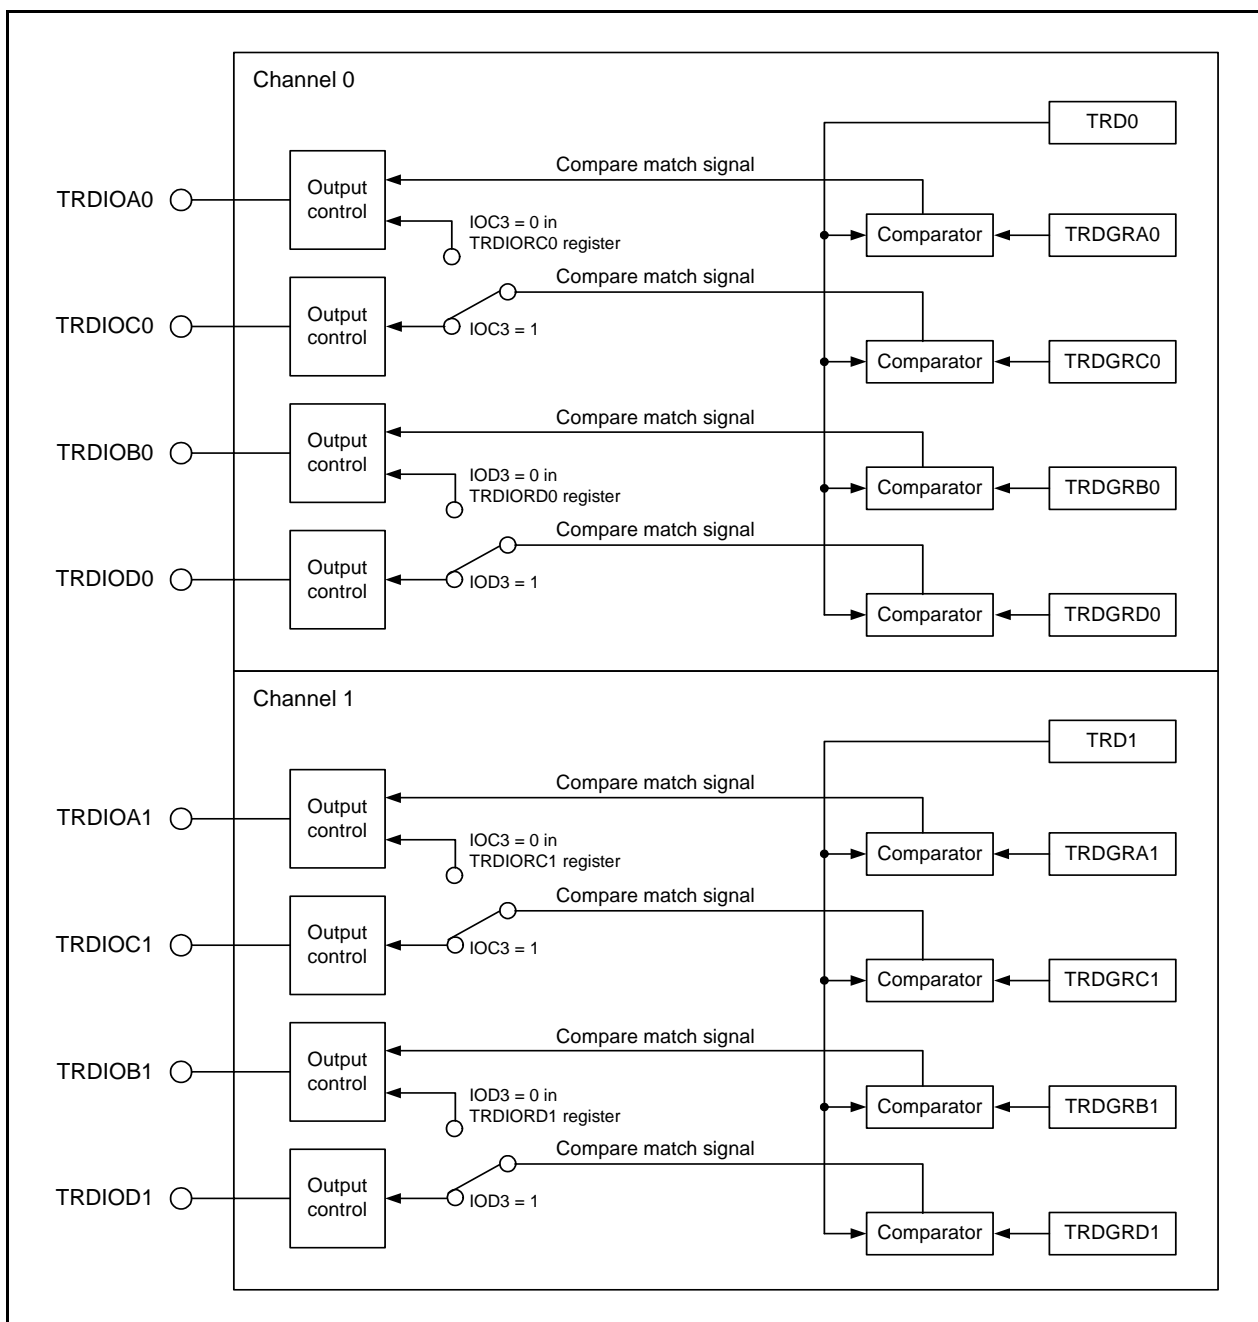 Channel 0
TRD0
Compare match signal
TRDIOA0
Output
control
IOC3 = 0 in
TRDIORC0 register
Comparator
TRDGRA0
Compare match signal
TRDIOC0
Output
control
IOC3 = 1
Comparator
TRDGRC0
Compare match signal
TRDIOB0
Output
control
IOD3 = 0 in
TRDIORD0 register
Comparator
TRDGRB0
Compare match signal
TRDIOD0
Output
control
IOD3 = 1
Comparator
TRDGRD0
Channel 1
TRD1
Compare match signal
TRDIOA1
Output
control
IOC3 = 0 in
TRDIORC1 register
Comparator
TRDGRA1
Compare match signal
TRDIOC1
Output
control
IOC3 = 1
Comparator
TRDGRC1
Compare match signal
TRDIOB1
Output
control
IOD3 = 0 in
TRDIORD1 register
Comparator
TRDGRB1
Compare match signal
TRDIOD1
Output
control
IOD3 = 1
Comparator
TRDGRD1